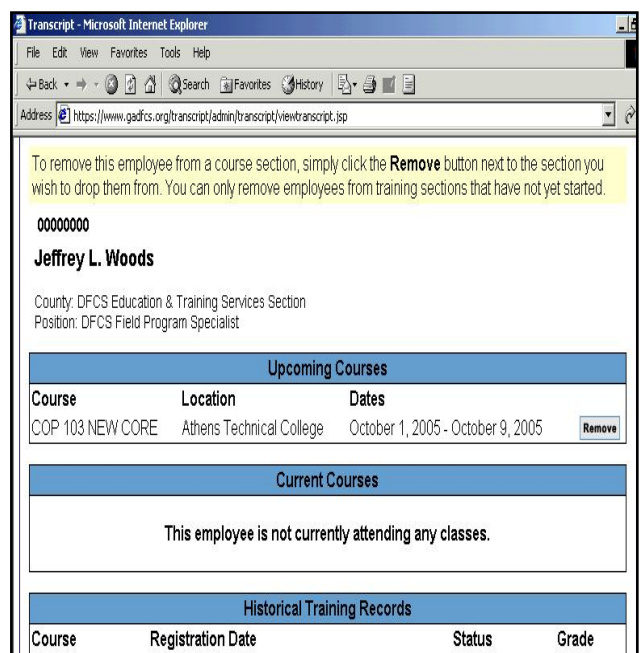 Transcript - Microsoft Internet Explorer
File Edit View Favorites Tools Help
Back Search Favorites History
Address https://www.gadfcs.org/transcript/admin/transcript/viewtranscript.jsp
To remove this employee from a course section, simply click the Remove button next to the section you
wish to drop them from. You can only remove employees from training sections that have not yet started.
00000000
Jeffrey L. Woods
County: DFCS Education & Training Services Section
Position: DFCS Field Program Specialist
Upcoming Courses
Course Location Dates
COP 103 NEW CORE Athens Technical College October 1, 2005 - October 9, 2005 Remove
Current Courses
This employee is not currently attending any classes.
Historical Training Records
Course Registration Date Status Grade